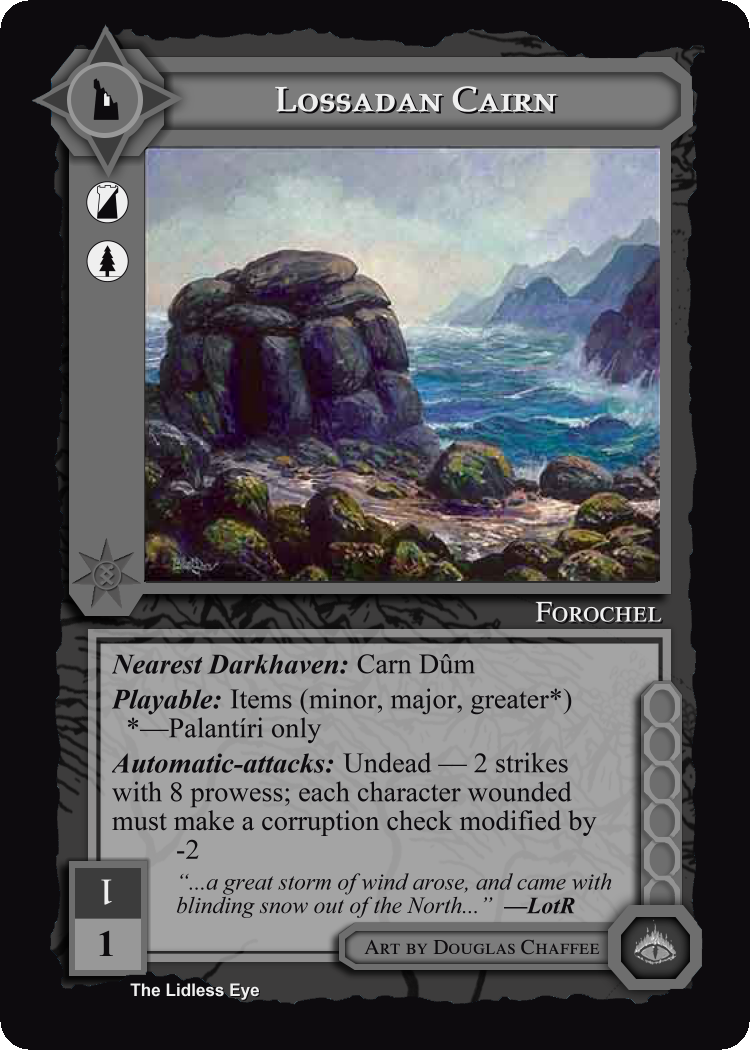 Lossadan Cairn
Forochel
Nearest Darkhaven: Carn Dûm
Playable: Items (minor, major, greater*)
*—Palantíri only
Automatic-attacks: Undead — 2 strikes
with 8 prowess; each character wounded
must make a corruption check modified by
-2
“...a great storm of wind arose, and came with
blinding snow out of the North...” —LotR
1
1
Art by Douglas Chaffee
The Lidless Eye